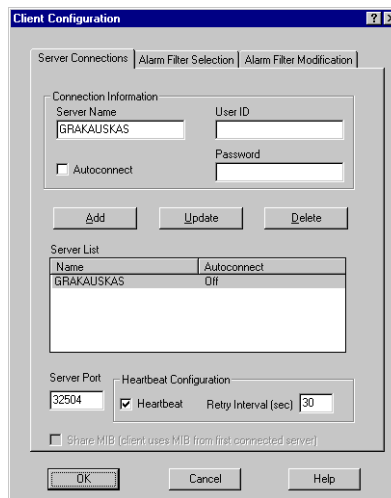 Client Configuration
Server Connections Alarm Filter Selection Alarm Filter Modification
Connection Information
Server Name User ID
GRAKAUSKAS
Password
Autoconnect
Add Update Delete
Server List
Name Autoconnect
GRAKAUSKAS Off
Server Port Heartbeat Configuration
32504 Heartbeat Retry Interval (sec) 30
Share MIB (client uses MIB from first connected server)
OK Cancel Help